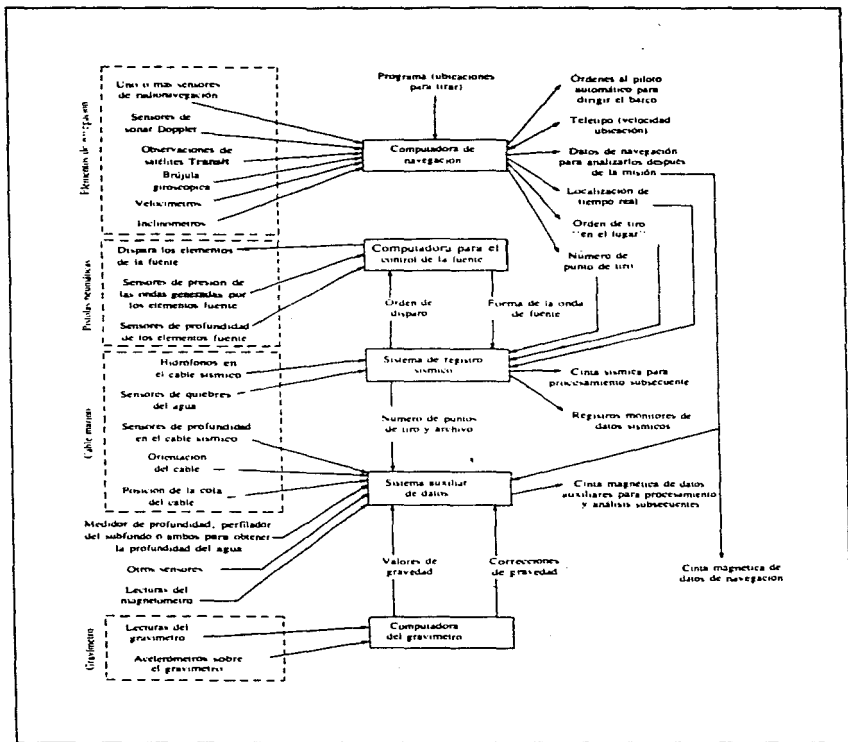 Programa (ubicaciones
para tirar)
Elementos de navegación
Uno o más sensores
de radionavegación
Sensores de
sonar Doppler
Observaciones de
satélites Transit
Brújula
giroscópica
Velocímetros
Inclinómetros
Computadora de
navegación
Órdenes al piloto
automático para
dirigir el barco
Teletipo (velocidad
ubicación)
Datos de navegación
para analizarlos después
de la misión
Localización de
tiempo real
Orden de tiro
"en el lugar"
Número de
punto de tiro
Pistolas neumáticas
Dispara los elementos
de la fuente
Sensores de presión de
las ondas generadas por
los elementos fuente
Sensores de profundidad
de los elementos fuente
Computadora para el
control de la fuente
Orden de
disparo
Forma de la onda
de fuente
Cable marino
Hidrófonos en
el cable sísmico
Sensores de quiebres
del agua
Sensores de profundidad
en el cable sísmico
Orientación
del cable
Posición de la cola
del cable
Sistema de registro
sísmico
Cinta sísmica para
procesamiento subsecuente
Registros monitores de
datos sísmicos
Número de puntos
de tiro y archivo
Sistema auxiliar
de datos
Cinta magnética de datos
auxiliares para procesamiento
y análisis subsecuentes
Medidor de profundidad, perfilador
del subfondo o ambos para obtener
la profundidad del agua
Otros sensores
Lecturas del
magnetómetro
Valores de
gravedad
Correcciones
de gravedad
Cinta magnética de
datos de navegación
Gravímetro
Lecturas del
gravímetro
Acelerómetros sobre
el gravímetro
Computadora
del gravímetro